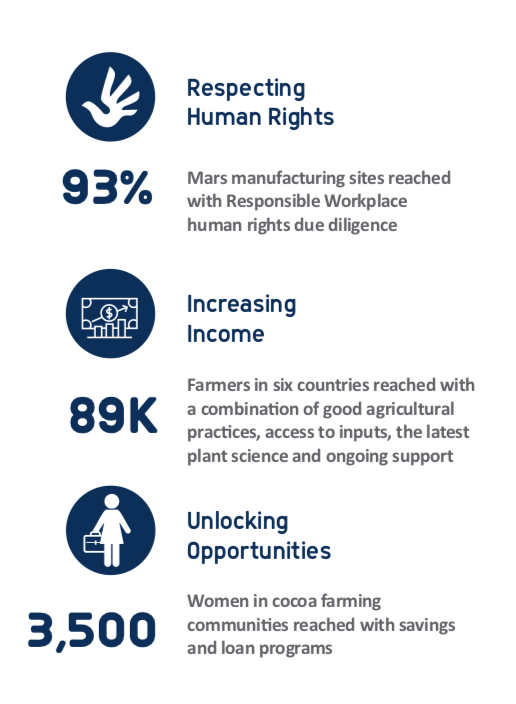 Respecting
Human Rights
93%
Mars manufacturing sites reached
with Responsible Workplace
human rights due diligence
Increasing
Income
89K
Farmers in six countries reached with
a combination of good agricultural
practices, access to inputs, the latest
plant science and ongoing support
Unlocking
Opportunities
3,500
Women in cocoa farming
communities reached with savings
and loan programs